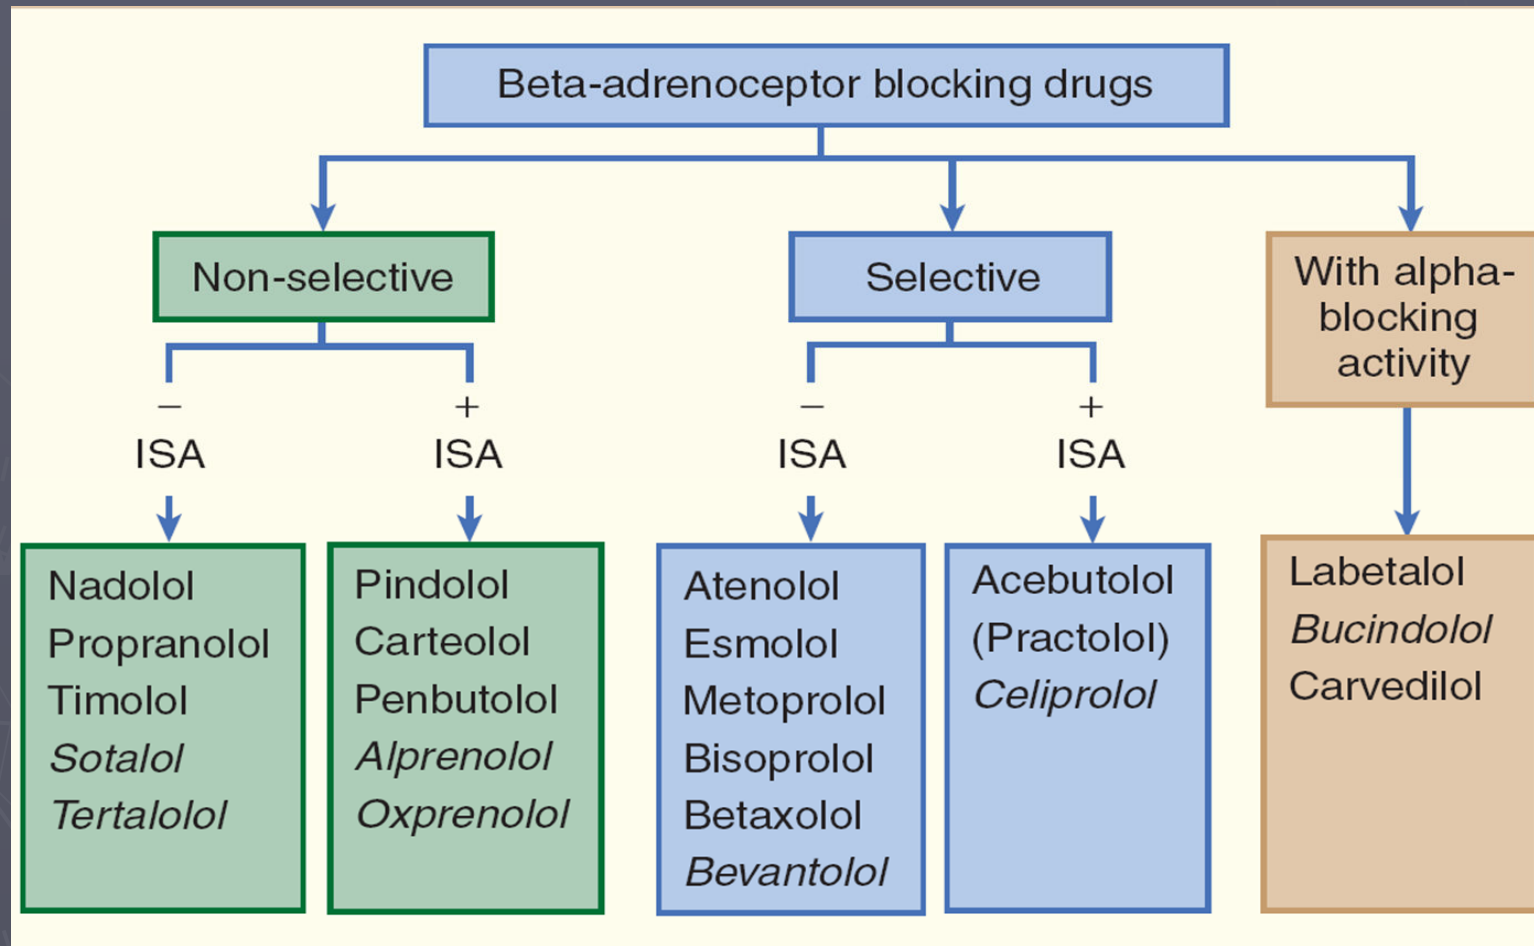 Beta-adrenoceptor blocking drugs
Non-selective
Selective
With alpha-
blocking
activity
–
ISA
+
ISA
–
ISA
+
ISA
Nadolol
Propranolol
Timolol
Sotalol
Tertalolol
Pindolol
Carteolol
Penbutolol
Alprenolol
Oxprenolol
Atenolol
Esmolol
Metoprolol
Bisoprolol
Betaxolol
Bevantolol
Acebutolol
(Practolol)
Celiprolol
Labetalol
Bucindolol
Carvedilol